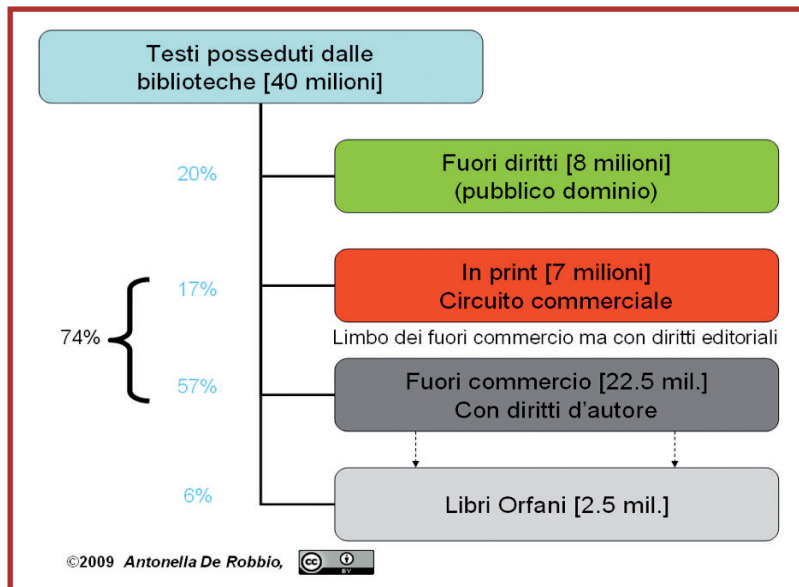 Testi posseduti dalle
biblioteche [40 milioni]
20%
Fuori diritti [8 milioni]
(pubblico dominio)
17%
In print [7 milioni]
Circuito commerciale
74%
Limbo dei fuori commercio ma con diritti editoriali
57%
Fuori commercio [22.5 mil.]
Con diritti d'autore
6%
Libri Orfani [2.5 mil.]
©2009 Antonella De Robbio,
cc
BY